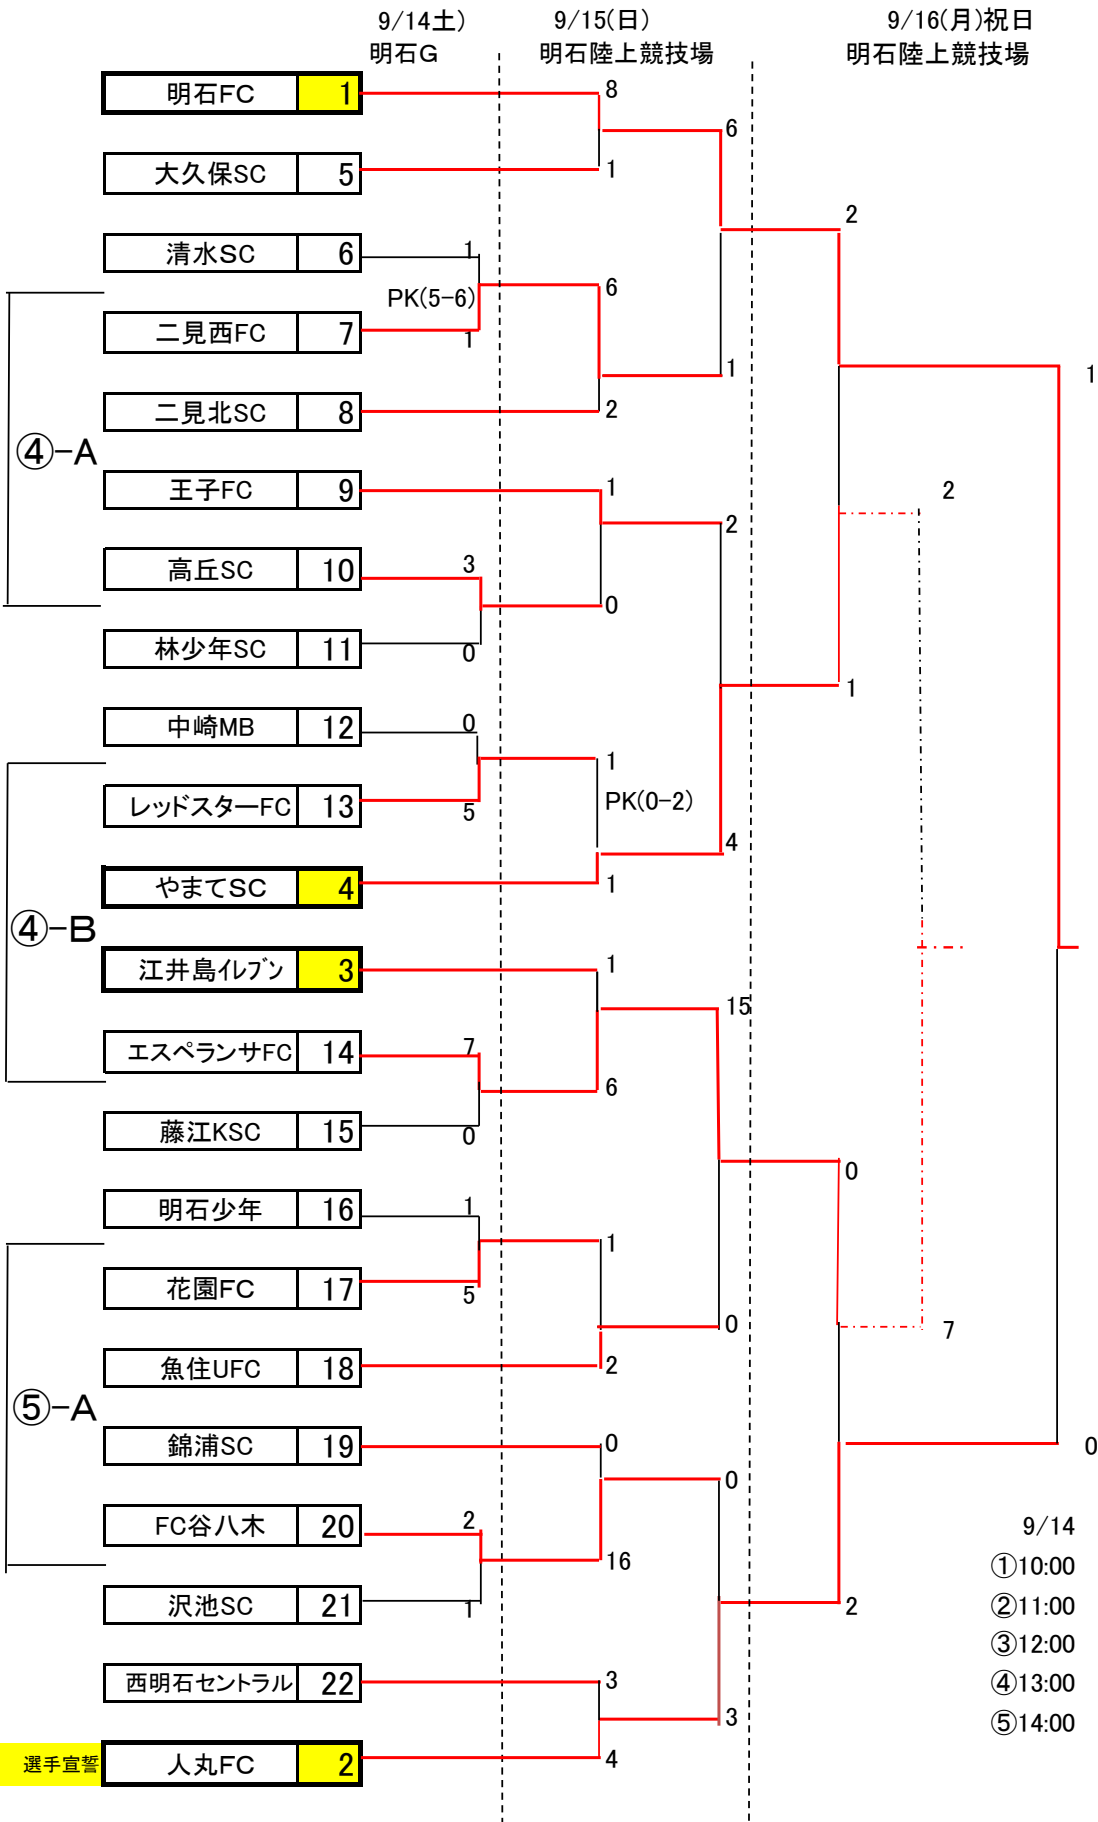 9/14土) 9/15(日) 9/16(月)祝日
明石G 明石陸上競技場 明石陸上競技場
明石FC 1 8
6
大久保SC 5 1
2
清水SC 6 1
PK(5-6) 6
二見西FC 7 1
1 1
二見北SC 8 2
④-A
王子FC 9 1 2
2
高丘SC 10 3
0
林少年SC 11 0
1
中崎MB 12 0
1
レッドスターFC 13 5 PK(0-2)
4
やまてSC 4 1
④-B
江井島イレブン 3 1
15
エスペランサFC 14 7
6
藤江KSC 15 0
0
明石少年 16 1
1
花園FC 17 5
0 7
魚住UFC 18 2
⑤-A
錦浦SC 19 0 0
0
FC谷八木 20 2 9/14
16 ①10:00
沢池SC 21 1 2 ②11:00
③12:00
西明石セントラル 22 3 ④13:00
3 ⑤14:00
選手宣誓 人丸FC 2 4